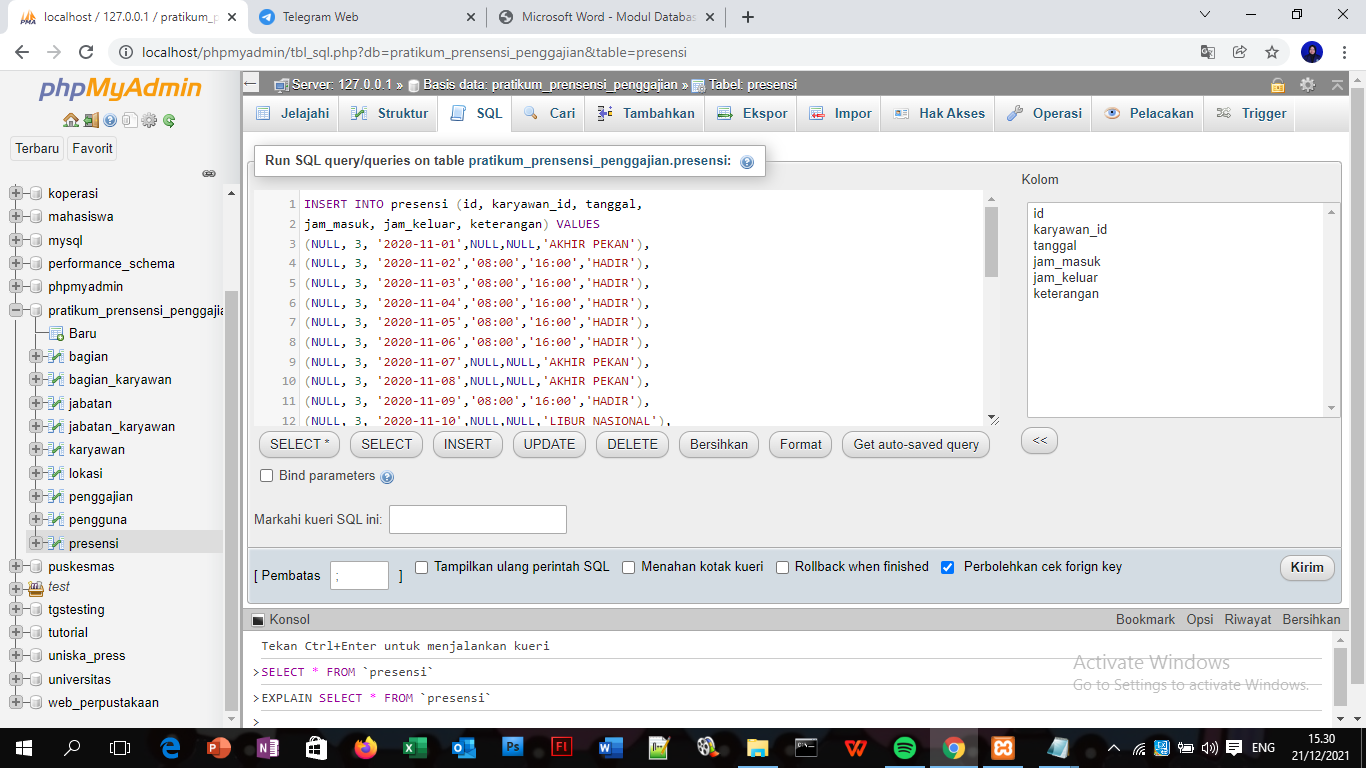 localhost / 127.0.0.1 / pratikum_p
Telegram Web
Microsoft Word - Modul Databas
localhost/phpmyadmin/tbl_sql.php?db=pratikum_prensensi_penggajian&table=presensi
phpMyAdmin
Terbaru Favorit
koperasi
mahasiswa
mysql
performance_schema
phpmyadmin
pratikum_prensensi_penggajia
Baru
bagian
bagian_karyawan
jabatan
jabatan_karyawan
karyawan
lokasi
penggajian
pengguna
presensi
puskesmas
test
tgstesting
tutorial
uniska_press
universitas
web_perpustakaan
Server: 127.0.0.1 » Basis data: pratikum_prensensi_penggajian » Tabel: presensi
Jelajahi Struktur SQL Cari Tambahkan Ekspor Impor Hak Akses Operasi Pelacakan Trigger
Run SQL query/queries on table pratikum_prensensi_penggajian.presensi:
1 INSERT INTO presensi (id, karyawan_id, tanggal,
2 jam_masuk, jam_keluar, keterangan) VALUES
3 (NULL, 3, '2020-11-01',NULL,NULL,'AKHIR PEKAN'),
4 (NULL, 3, '2020-11-02','08:00','16:00','HADIR'),
5 (NULL, 3, '2020-11-03','08:00','16:00','HADIR'),
6 (NULL, 3, '2020-11-04','08:00','16:00','HADIR'),
7 (NULL, 3, '2020-11-05','08:00','16:00','HADIR'),
8 (NULL, 3, '2020-11-06','08:00','16:00','HADIR'),
9 (NULL, 3, '2020-11-07',NULL,NULL,'AKHIR PEKAN'),
10 (NULL, 3, '2020-11-08',NULL,NULL,'AKHIR PEKAN'),
11 (NULL, 3, '2020-11-09','08:00','16:00','HADIR'),
12 (NULL, 3, '2020-11-10',NULL,NULL,'LIBUR NASIONAL'),
Kolom
id
karyawan_id
tanggal
jam_masuk
jam_keluar
keterangan
<<
SELECT * SELECT INSERT UPDATE DELETE Bersihkan Format Get auto-saved query
Bind parameters
Markahi kueri SQL ini:
[ Pembatas ; ] Tampilkan ulang perintah SQL Menahan kotak kueri Rollback when finished Perbolehkan cek forign key Kirim
Konsol Bookmark Opsi Riwayat Bersihkan
Tekan Ctrl+Enter untuk menjalankan kueri
>SELECT * FROM `presensi`
>EXPLAIN SELECT * FROM `presensi`
>
Activate Windows
Go to Settings to activate Windows.
ENG
15.30
21/12/2021